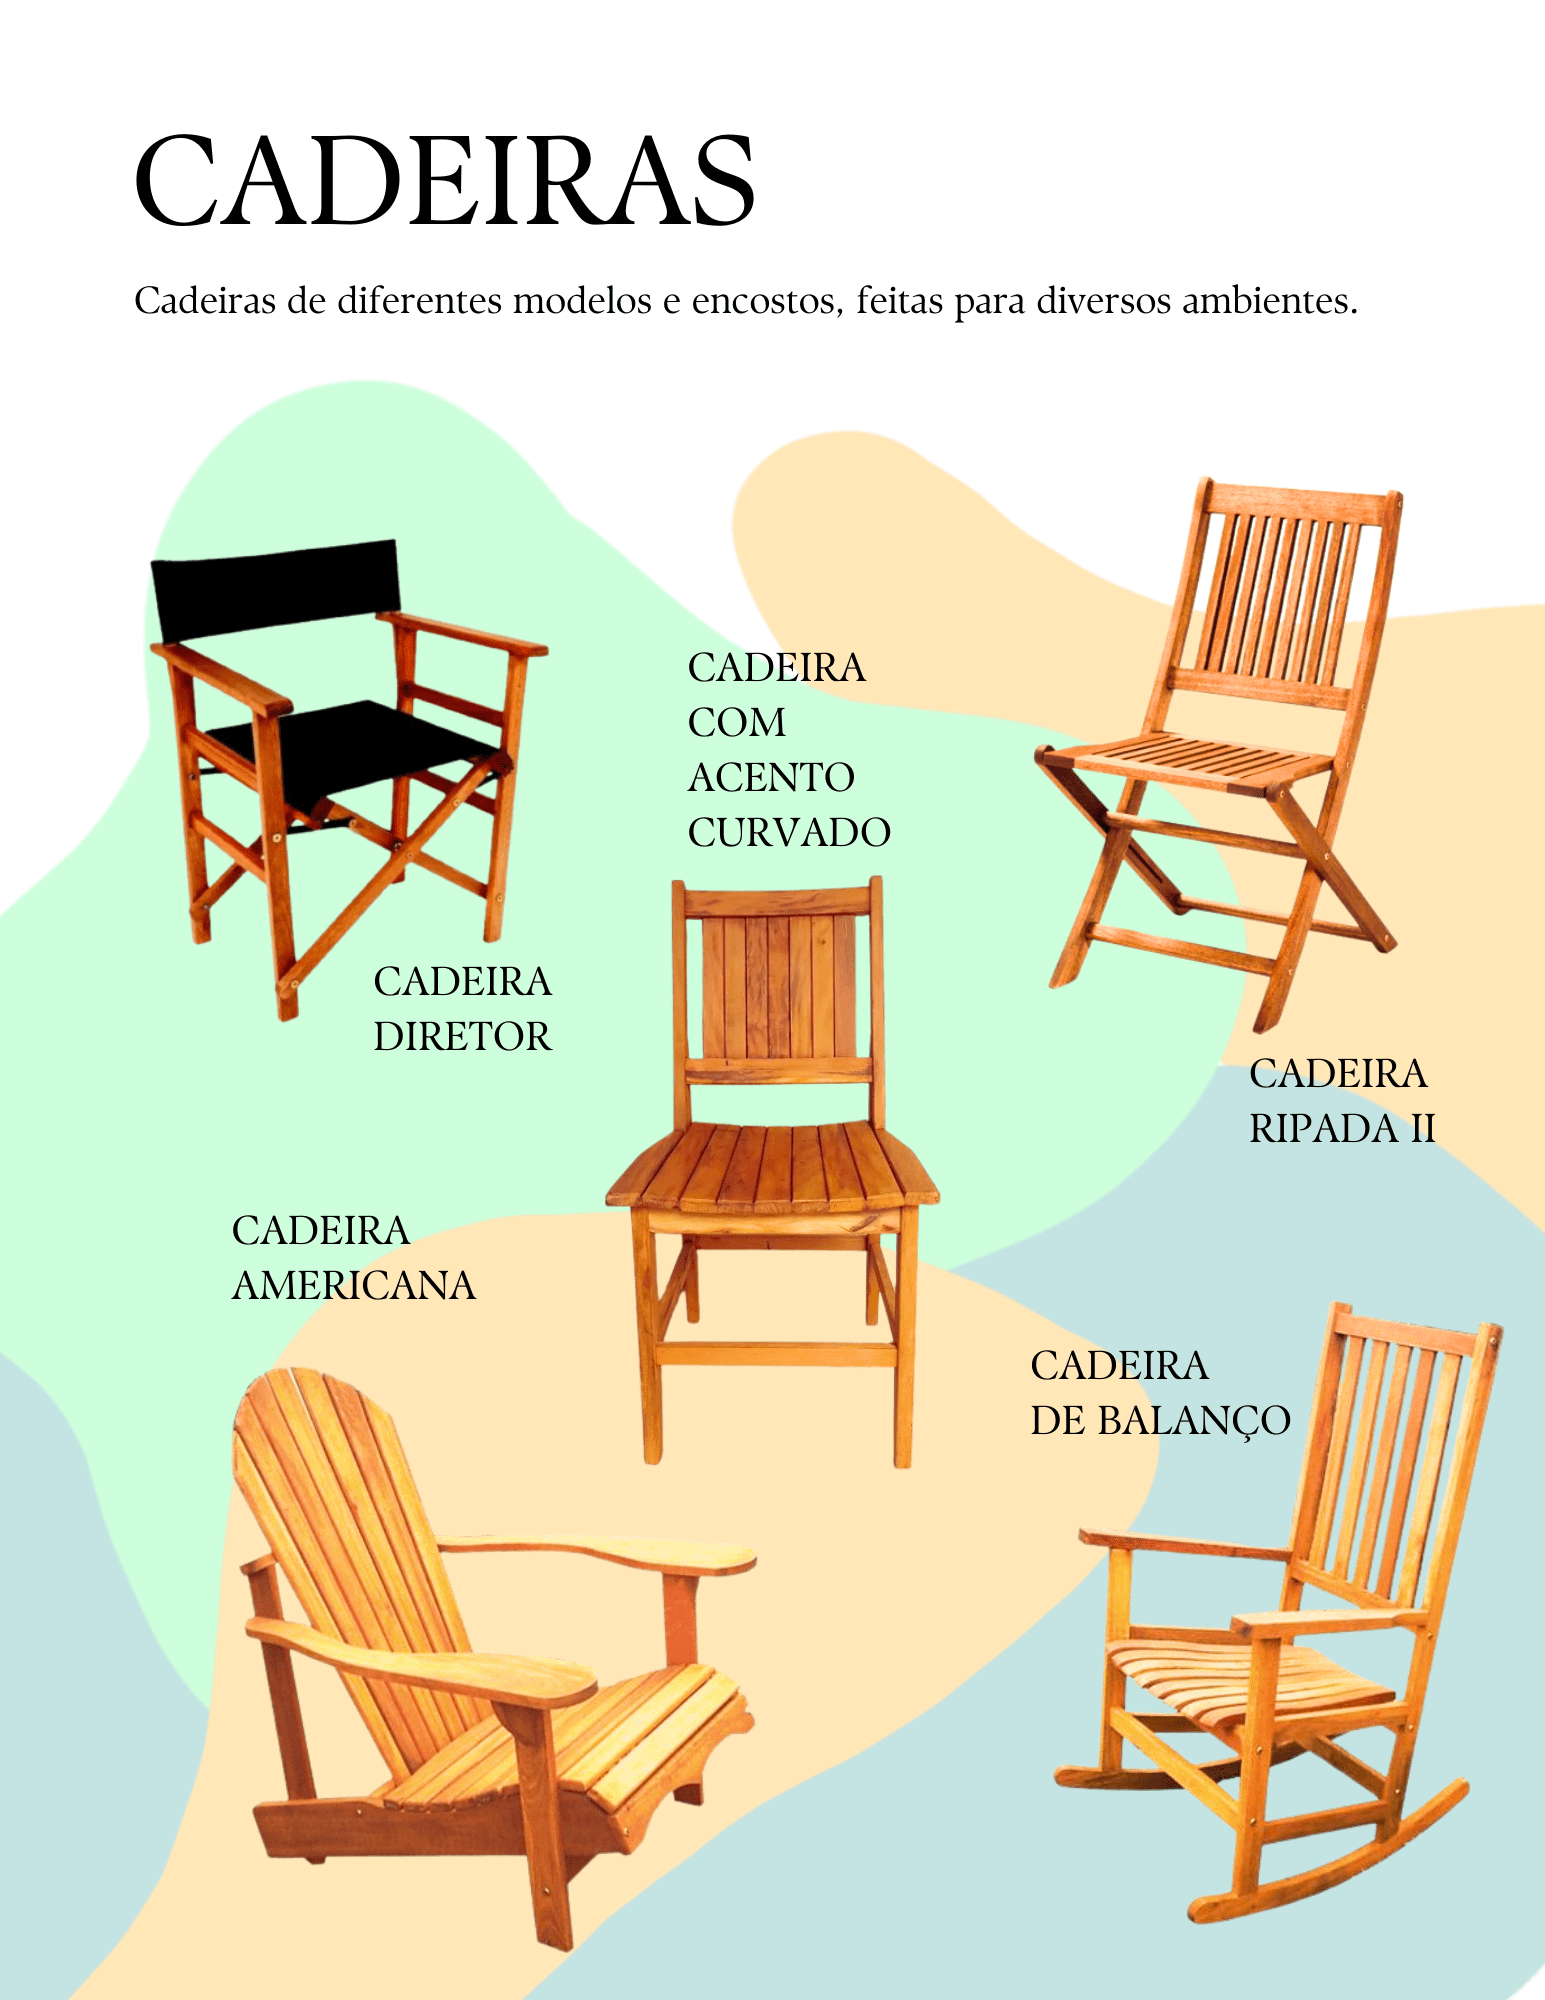 CADEIRAS
Cadeiras de diferentes modelos e encostos, feitas para diversos ambientes.
CADEIRA
COM
ACENTO
CURVADO
CADEIRA
DIRETOR
CADEIRA
RIPADA II
CADEIRA
AMERICANA
CADEIRA
DE BALANÇO